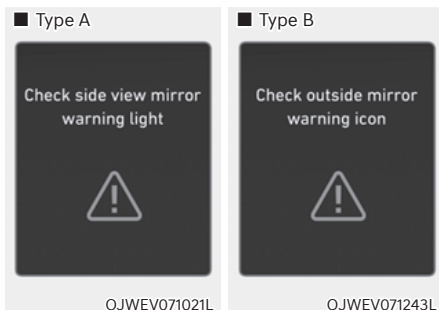 ■ Type A
Check side view mirror
warning light
OJWEV071021L
■ Type B
Check outside mirror
warning icon
OJWEV071243L